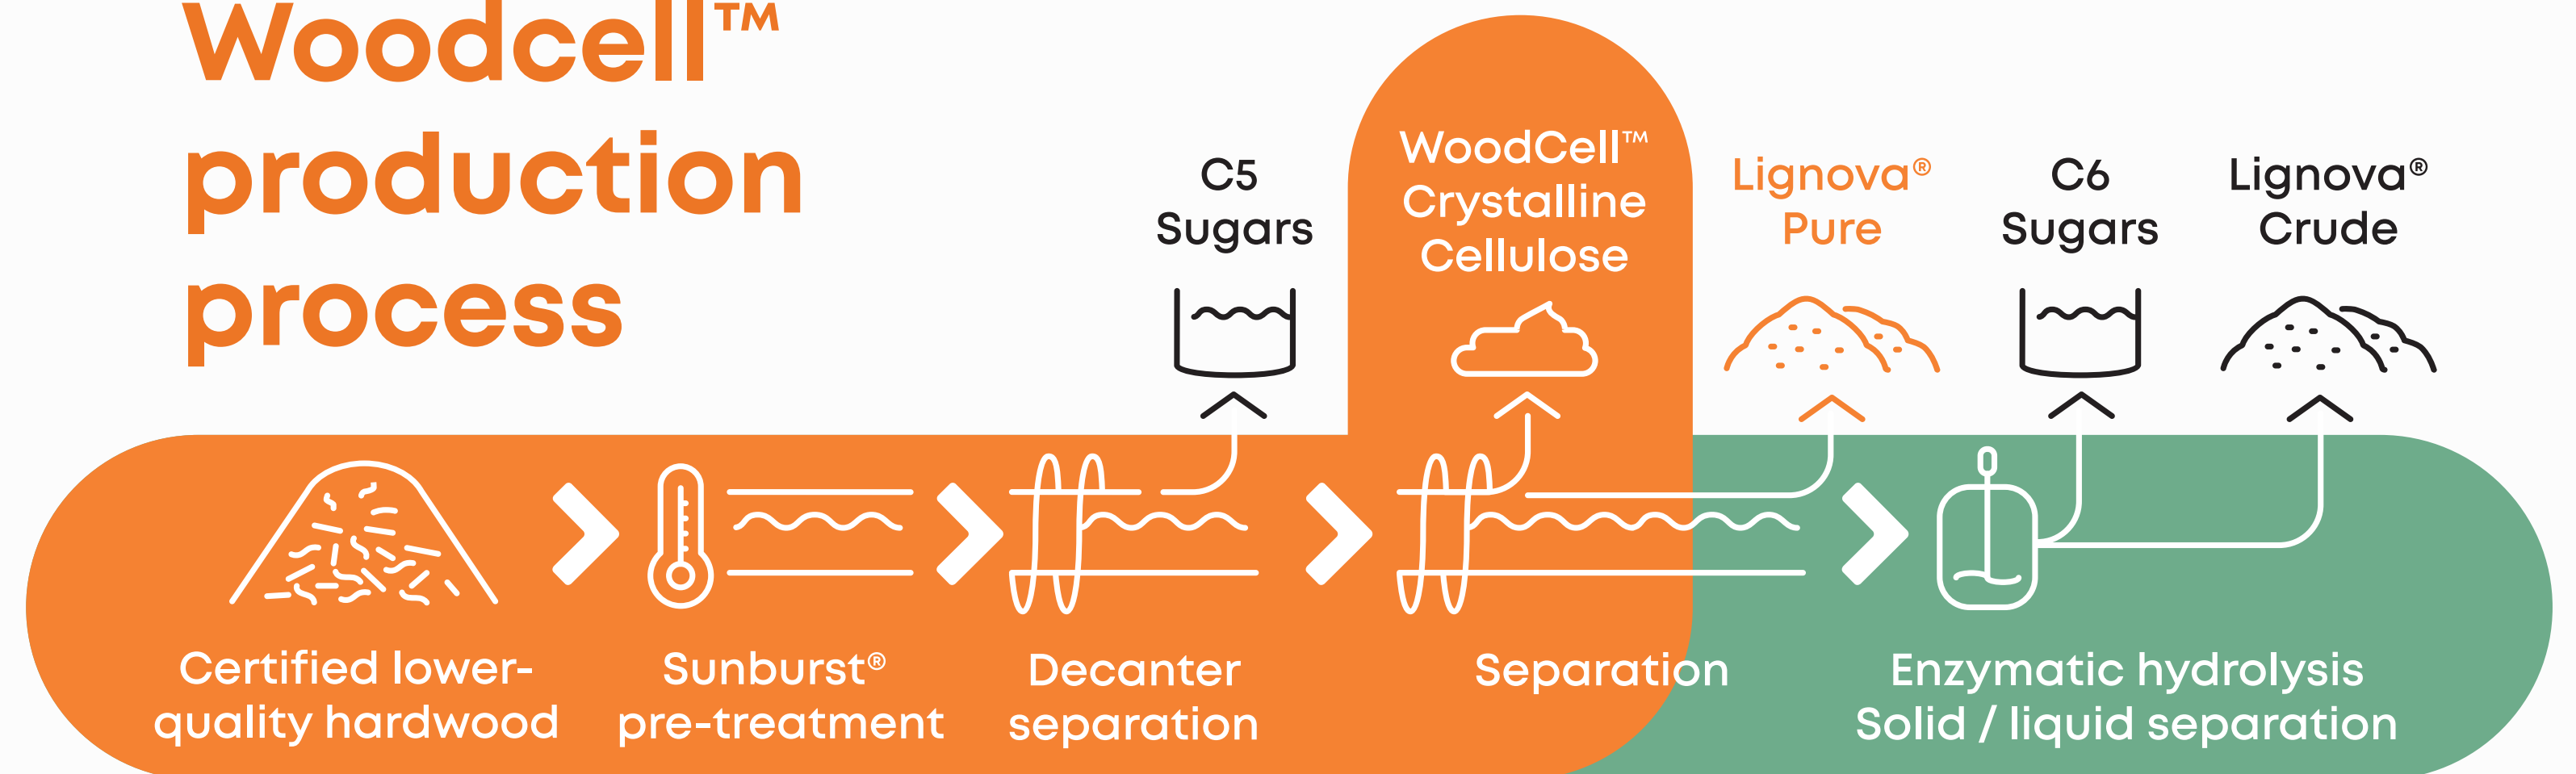 Woodcell™
production
process
C5
Sugars
WoodCell™
Crystalline
Cellulose
Lignova®
Pure
C6
Sugars
Lignova®
Crude
Certified lower-
quality hardwood
Sunburst®
pre-treatment
Decanter
separation
Separation
Enzymatic hydrolysis
Solid / liquid separation